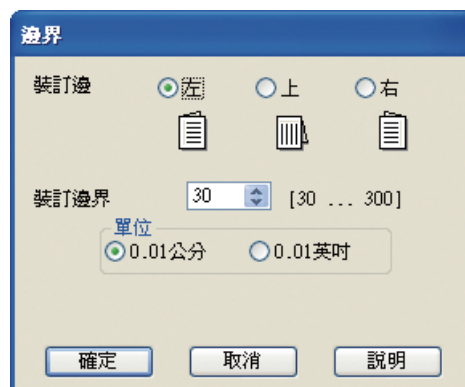 邊界
裝訂邊 左 上 右
裝訂邊界 30 [30 ... 300]
單位
0.01公分 0.01英吋
確定 取消 說明